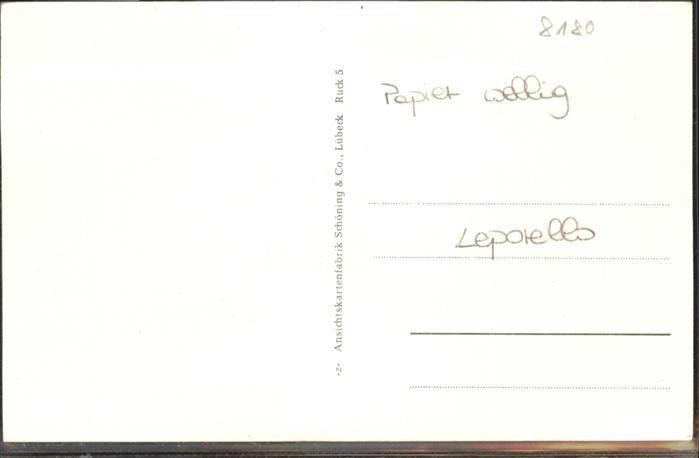 8180
Papier wellig
Leporello
-z- Ansichtskartenfabrik Schöning & Co., Lübeck Ruck 5